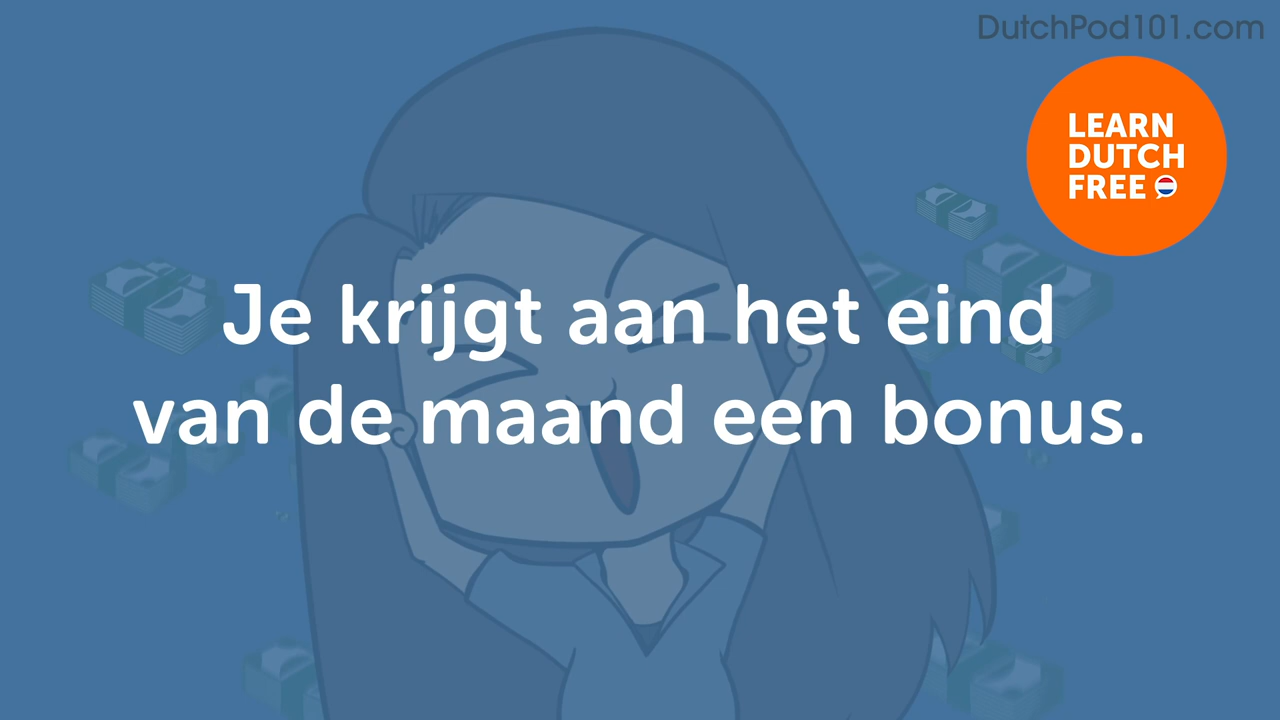 DutchPod101.com
LEARN
DUTCH
FREE
Je krijgt aan het eind
van de maand een bonus.